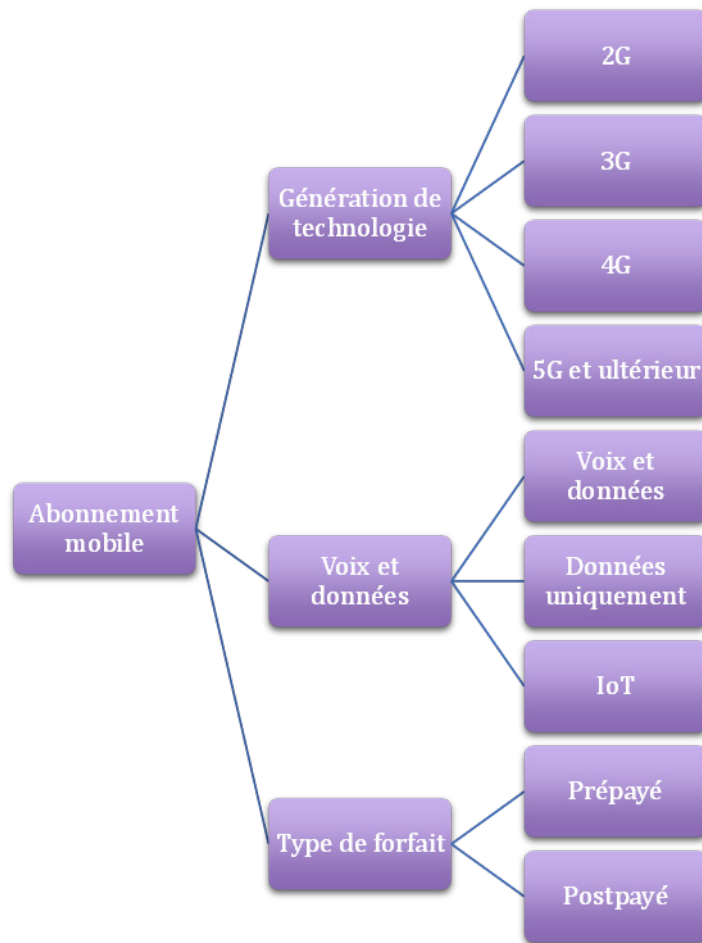 2G
3G
Génération de
technologie
4G
5G et ultérieur
Abonnement
mobile
Voix et
données
Voix et
données
Données
uniquement
IoT
Type de forfait
Prépayé
Postpayé